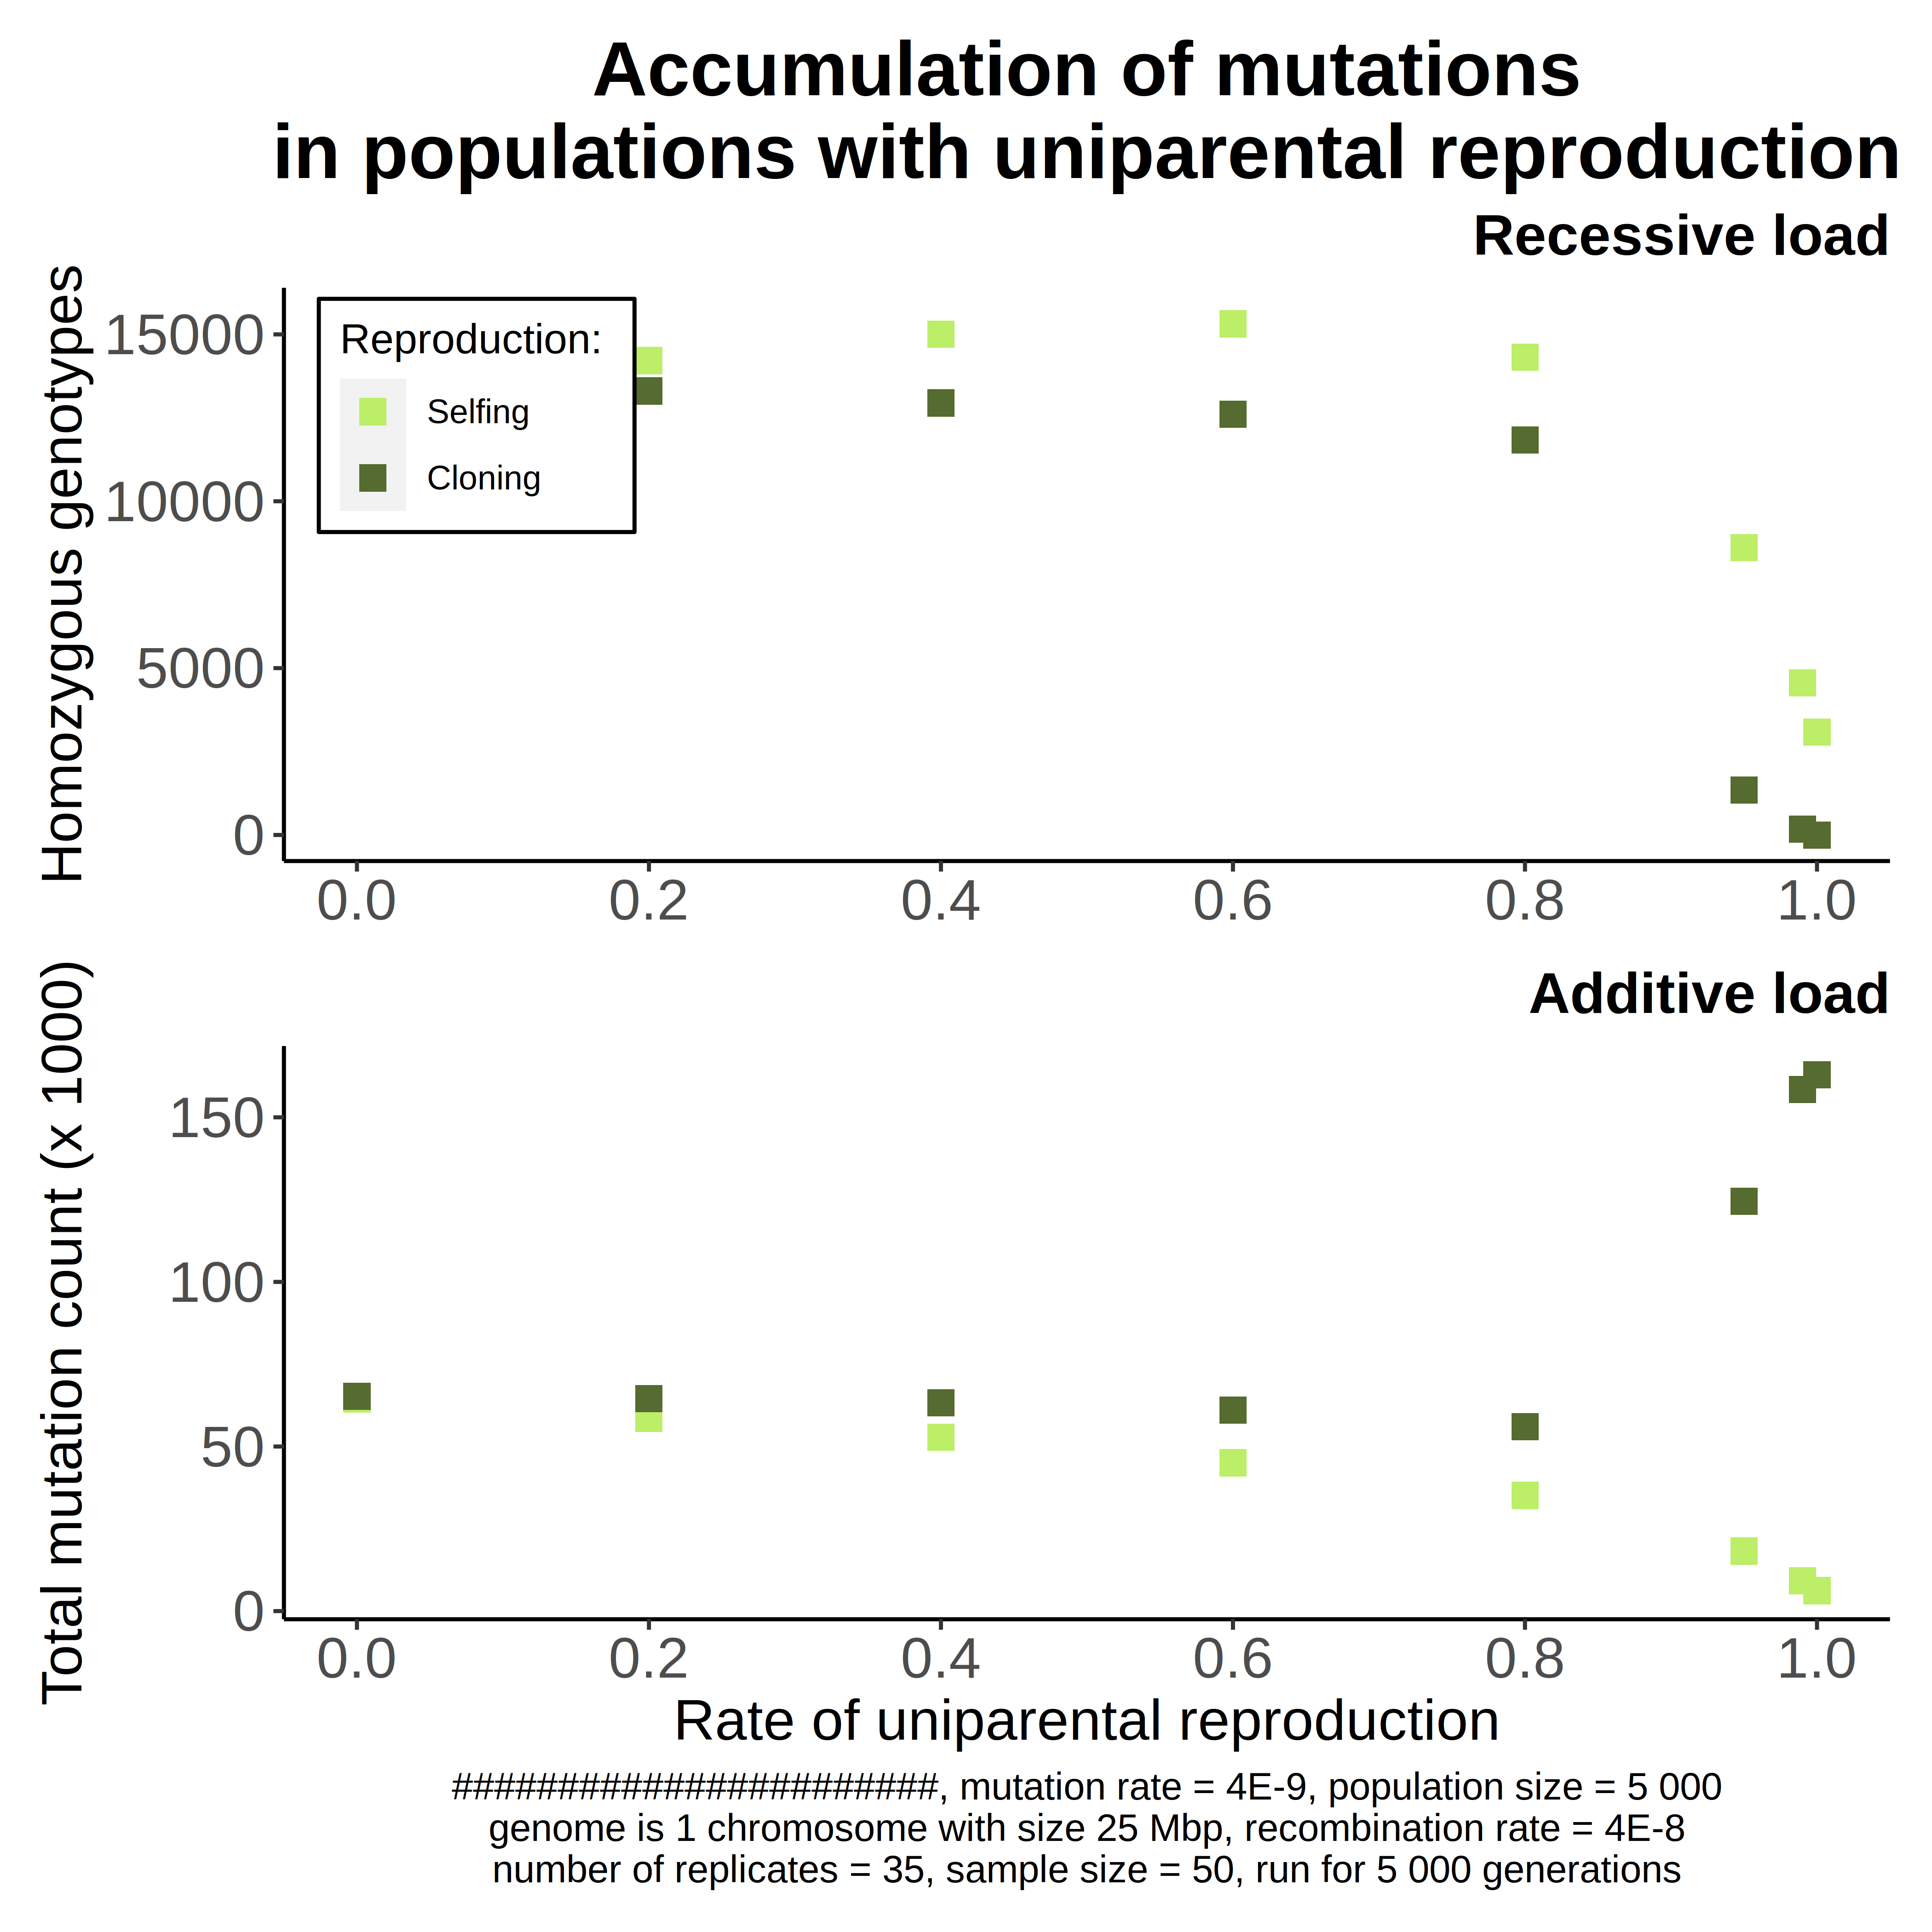 Accumulation of mutations
in populations with uniparental reproduction
Recessive load
Homozygous genotypes
15000
10000
5000
0
Reproduction:
Selfing
Cloning
0.0 0.2 0.4 0.6 0.8 1.0
Additive load
Total mutation count (x 1000)
150
100
50
0
0.0 0.2 0.4 0.6 0.8 1.0
Rate of uniparental reproduction
#######################, mutation rate = 4E-9, population size = 5 000
genome is 1 chromosome with size 25 Mbp, recombination rate = 4E-8
number of replicates = 35, sample size = 50, run for 5 000 generations